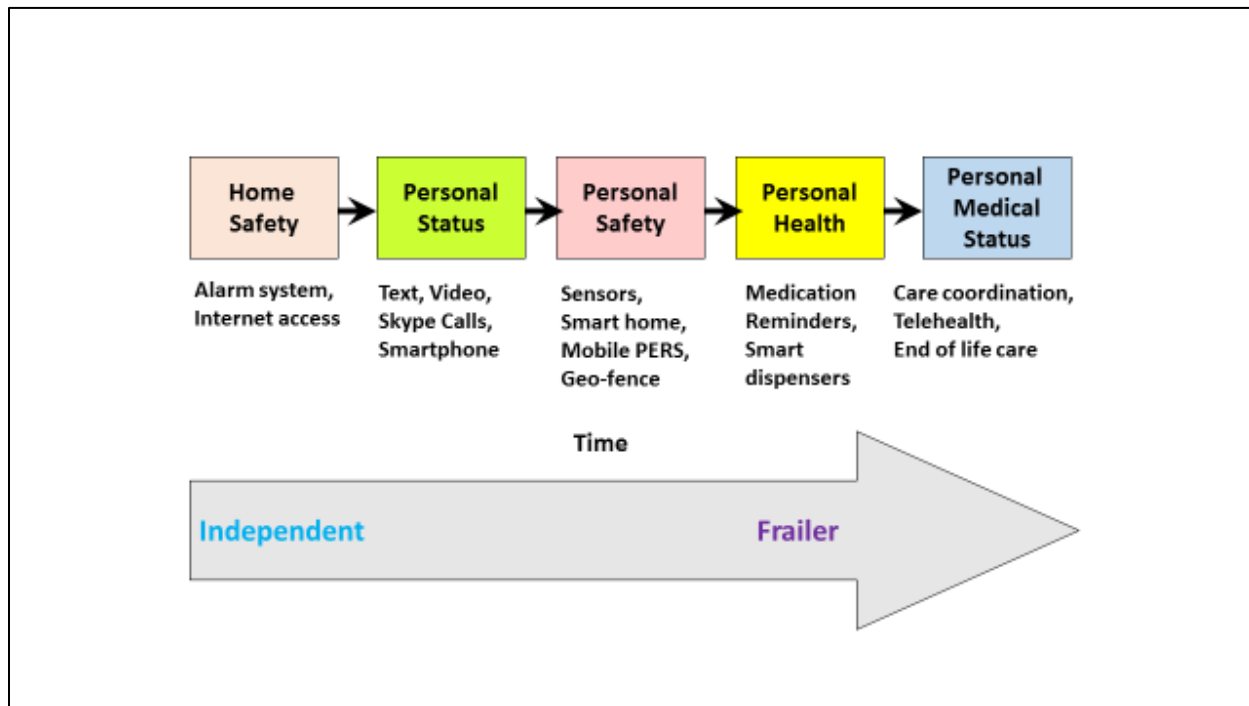 Home
Safety
Personal
Status
Personal
Safety
Personal
Health
Personal
Medical
Status
Alarm system,
Internet access
Text, Video,
Skype Calls,
Smartphone
Sensors,
Smart home,
Mobile PERS,
Geo-fence
Medication
Reminders,
Smart
dispensers
Care coordination,
Telehealth,
End of life care
Time
Independent
Frailer